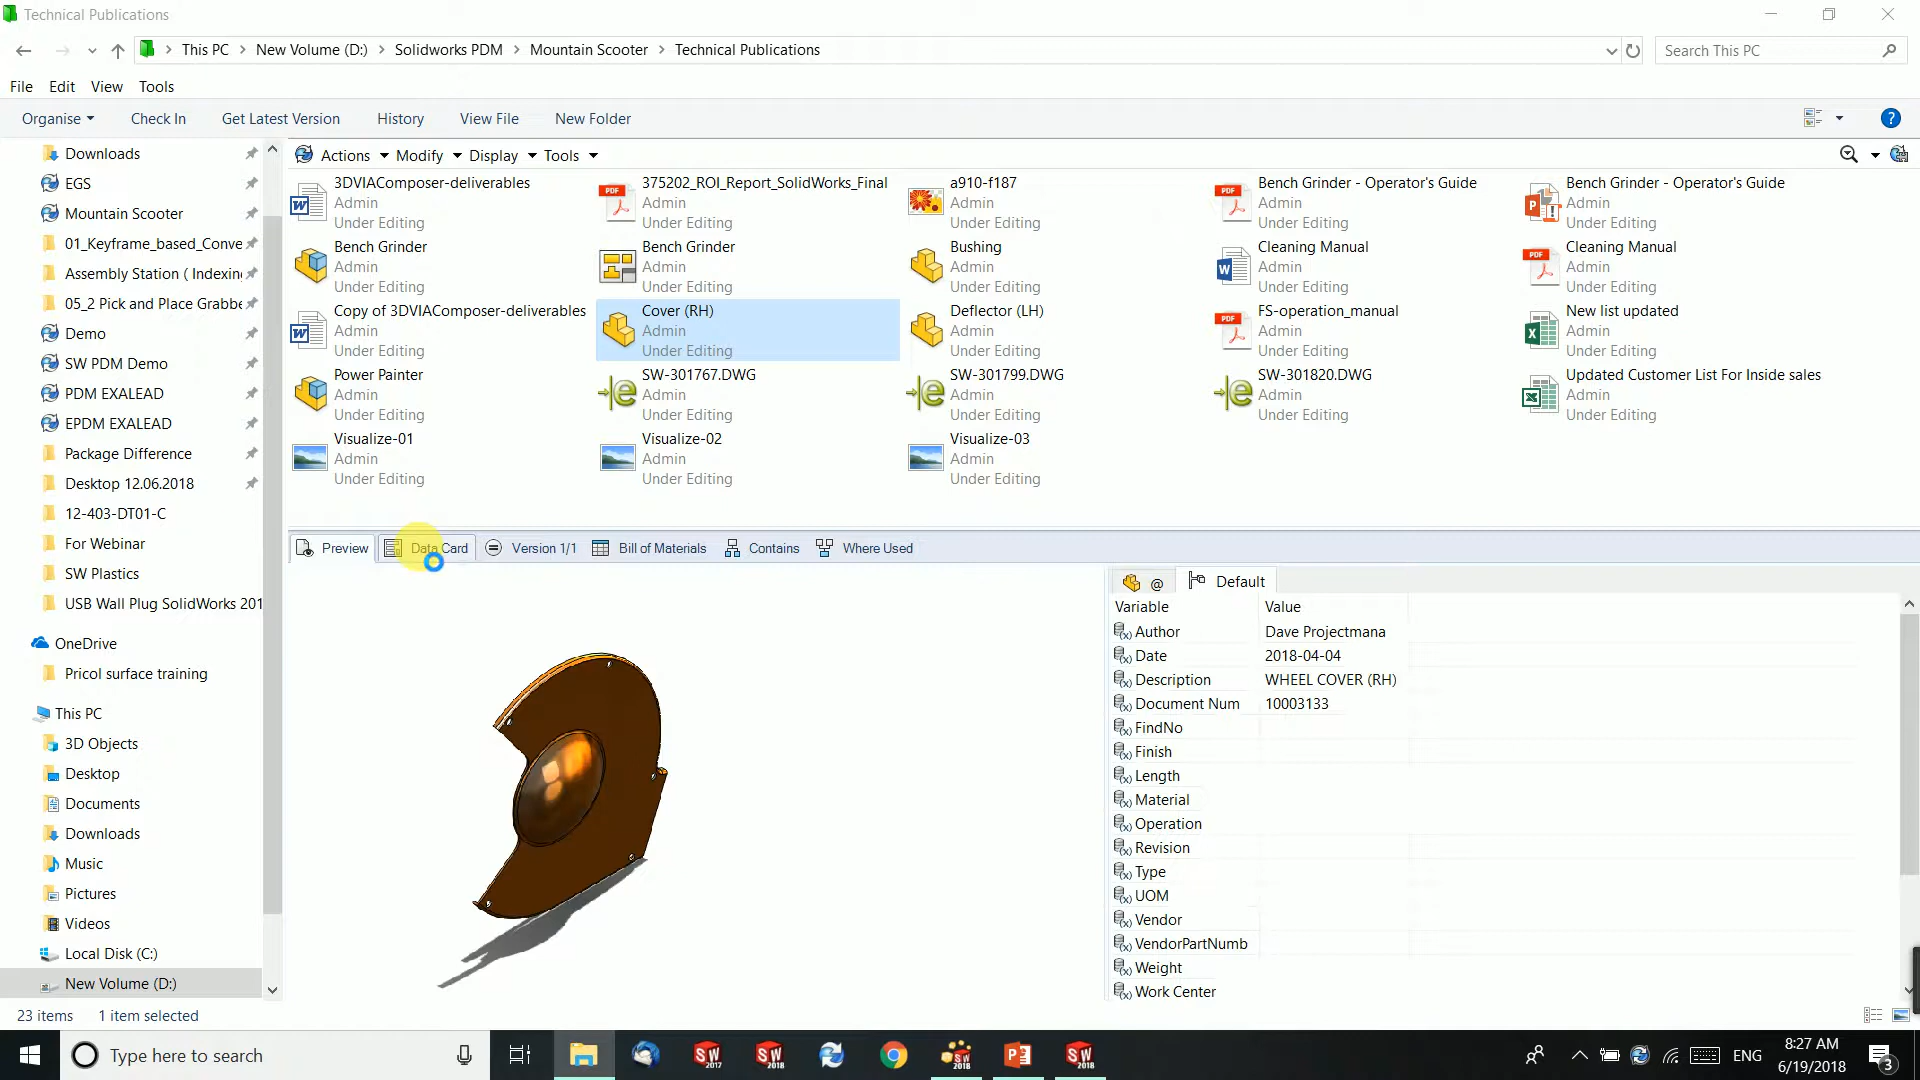 Technical Publications
This PC > New Volume (D:) > Solidworks PDM > Mountain Scooter > Technical Publications
Search This PC
File Edit View Tools
Organise Check In Get Latest Version History View File New Folder
Actions Modify Display Tools
Downloads
EGS
Mountain Scooter
01_Keyframe_based_Conve
Assembly Station ( Indexin
05_2 Pick and Place Grabbe
Demo
SW PDM Demo
PDM EXALEAD
EPDM EXALEAD
Package Difference
Desktop 12.06.2018
12-403-DT01-C
For Webinar
SW Plastics
USB Wall Plug SolidWorks 201
OneDrive
Pricol surface training
This PC
3D Objects
Desktop
Documents
Downloads
Music
Pictures
Videos
Local Disk (C:)
New Volume (D:)
3DVIAComposer-deliverables
Admin
Under Editing
375202_ROI_Report_SolidWorks_Final
Admin
Under Editing
a910-f187
Admin
Under Editing
Bench Grinder - Operator's Guide
Admin
Under Editing
Bench Grinder - Operator's Guide
Admin
Under Editing
Bench Grinder
Admin
Under Editing
Bench Grinder
Admin
Under Editing
Bushing
Admin
Under Editing
Cleaning Manual
Admin
Under Editing
Cleaning Manual
Admin
Under Editing
Copy of 3DVIAComposer-deliverables
Admin
Under Editing
Cover (RH)
Admin
Under Editing
Deflector (LH)
Admin
Under Editing
FS-operation_manual
Admin
Under Editing
New list updated
Admin
Under Editing
Power Painter
Admin
Under Editing
SW-301767.DWG
Admin
Under Editing
SW-301799.DWG
Admin
Under Editing
SW-301820.DWG
Admin
Under Editing
Updated Customer List For Inside sales
Admin
Under Editing
Visualize-01
Admin
Under Editing
Visualize-02
Admin
Under Editing
Visualize-03
Admin
Under Editing
Preview Data Card Version 1/1 Bill of Materials Contains Where Used
@ Default
Variable Value
Author Dave Projectmana
Date 2018-04-04
Description WHEEL COVER (RH)
Document Num 10003133
FindNo
Finish
Length
Material
Operation
Revision
Type
UOM
Vendor
VendorPartNumb
Weight
Work Center
23 items 1 item selected
Type here to search
ENG
8:27 AM
6/19/2018
3